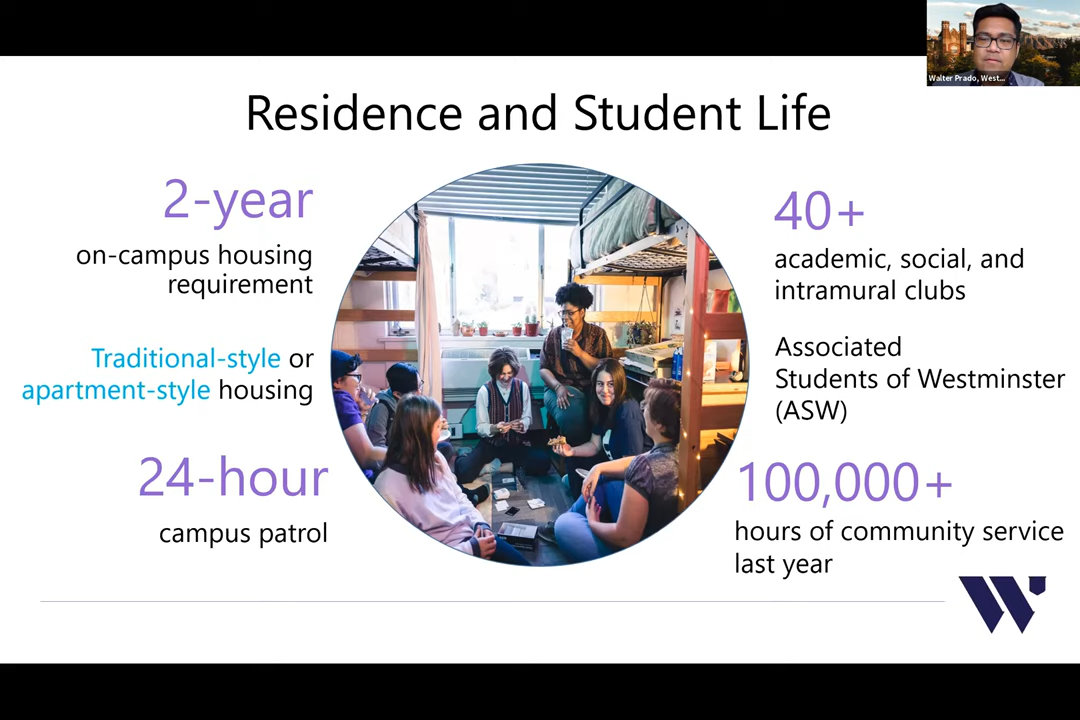 Walter Prado, West...
Residence and Student Life
2-year
on-campus housing
requirement
Traditional-style or
apartment-style housing
24-hour
campus patrol
40+
academic, social, and
intramural clubs
Associated
Students of Westminster
(ASW)
100,000+
hours of community service
last year
W